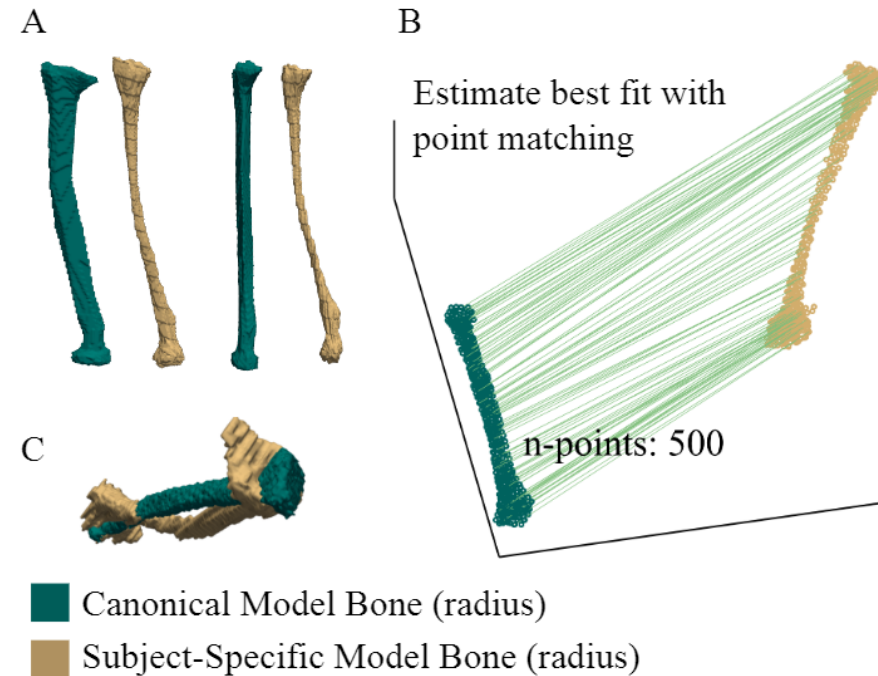 A
B
Estimate best fit with
point matching
n-points: 500
C
Canonical Model Bone (radius)
Subject-Specific Model Bone (radius)